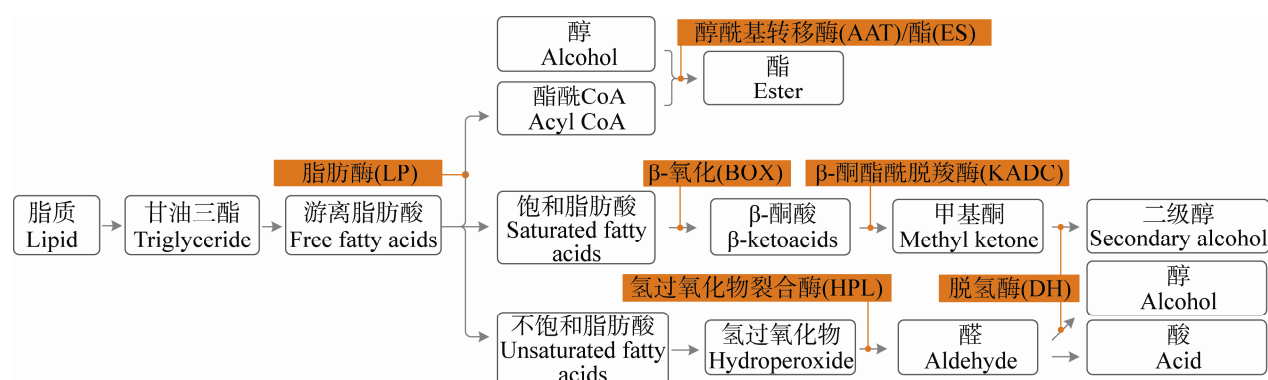 醇
Alcohol
醇酰基转移酶(AAT)/酯(ES)
酯
Ester
酯酰CoA
Acyl CoA
脂肪酶(LP)
β-氧化(BOX)
β-酮酯酰脱羧酶(KADC)
脂质
Lipid
甘油三酯
Triglyceride
游离脂肪酸
Free fatty acids
饱和脂肪酸
Saturated fatty
acids
β-酮酸
β-ketoacids
甲基酮
Methyl ketone
二级醇
Secondary alcohol
氢过氧化物裂合酶(HPL)
脱氢酶(DH)
醇
Alcohol
不饱和脂肪酸
Unsaturated fatty
acids
氢过氧化物
Hydroperoxide
醛
Aldehyde
酸
Acid